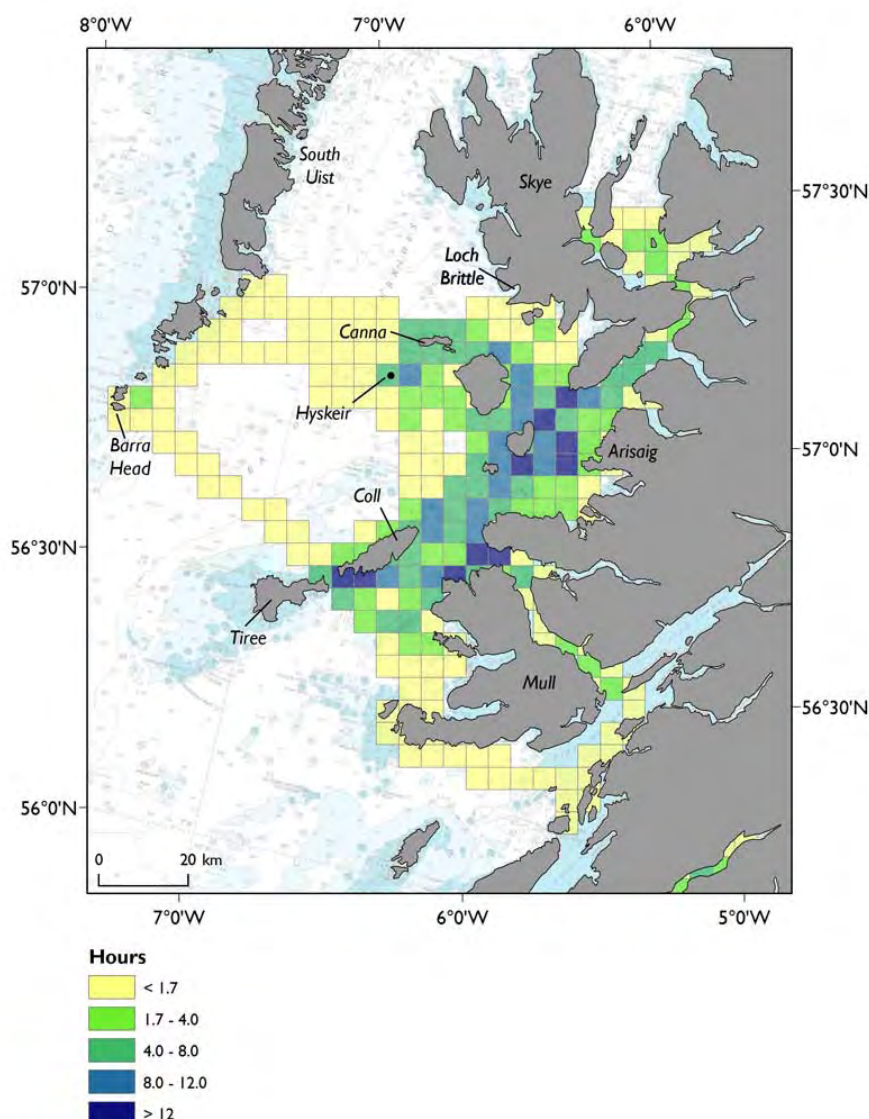 8°0'W 7°0'W 6°0'W
South
Uist
Skye
57°30'N
Loch
Brittle
57°0'N
Canna
Hyskeir
Barra
Head
Arisaig
57°0'N
Coll
56°30'N
Tiree
Mull
56°30'N
56°0'N
0 20 km
7°0'W 6°0'W 5°0'W
Hours
< 1.7
1.7 - 4.0
4.0 - 8.0
8.0 - 12.0
> 12